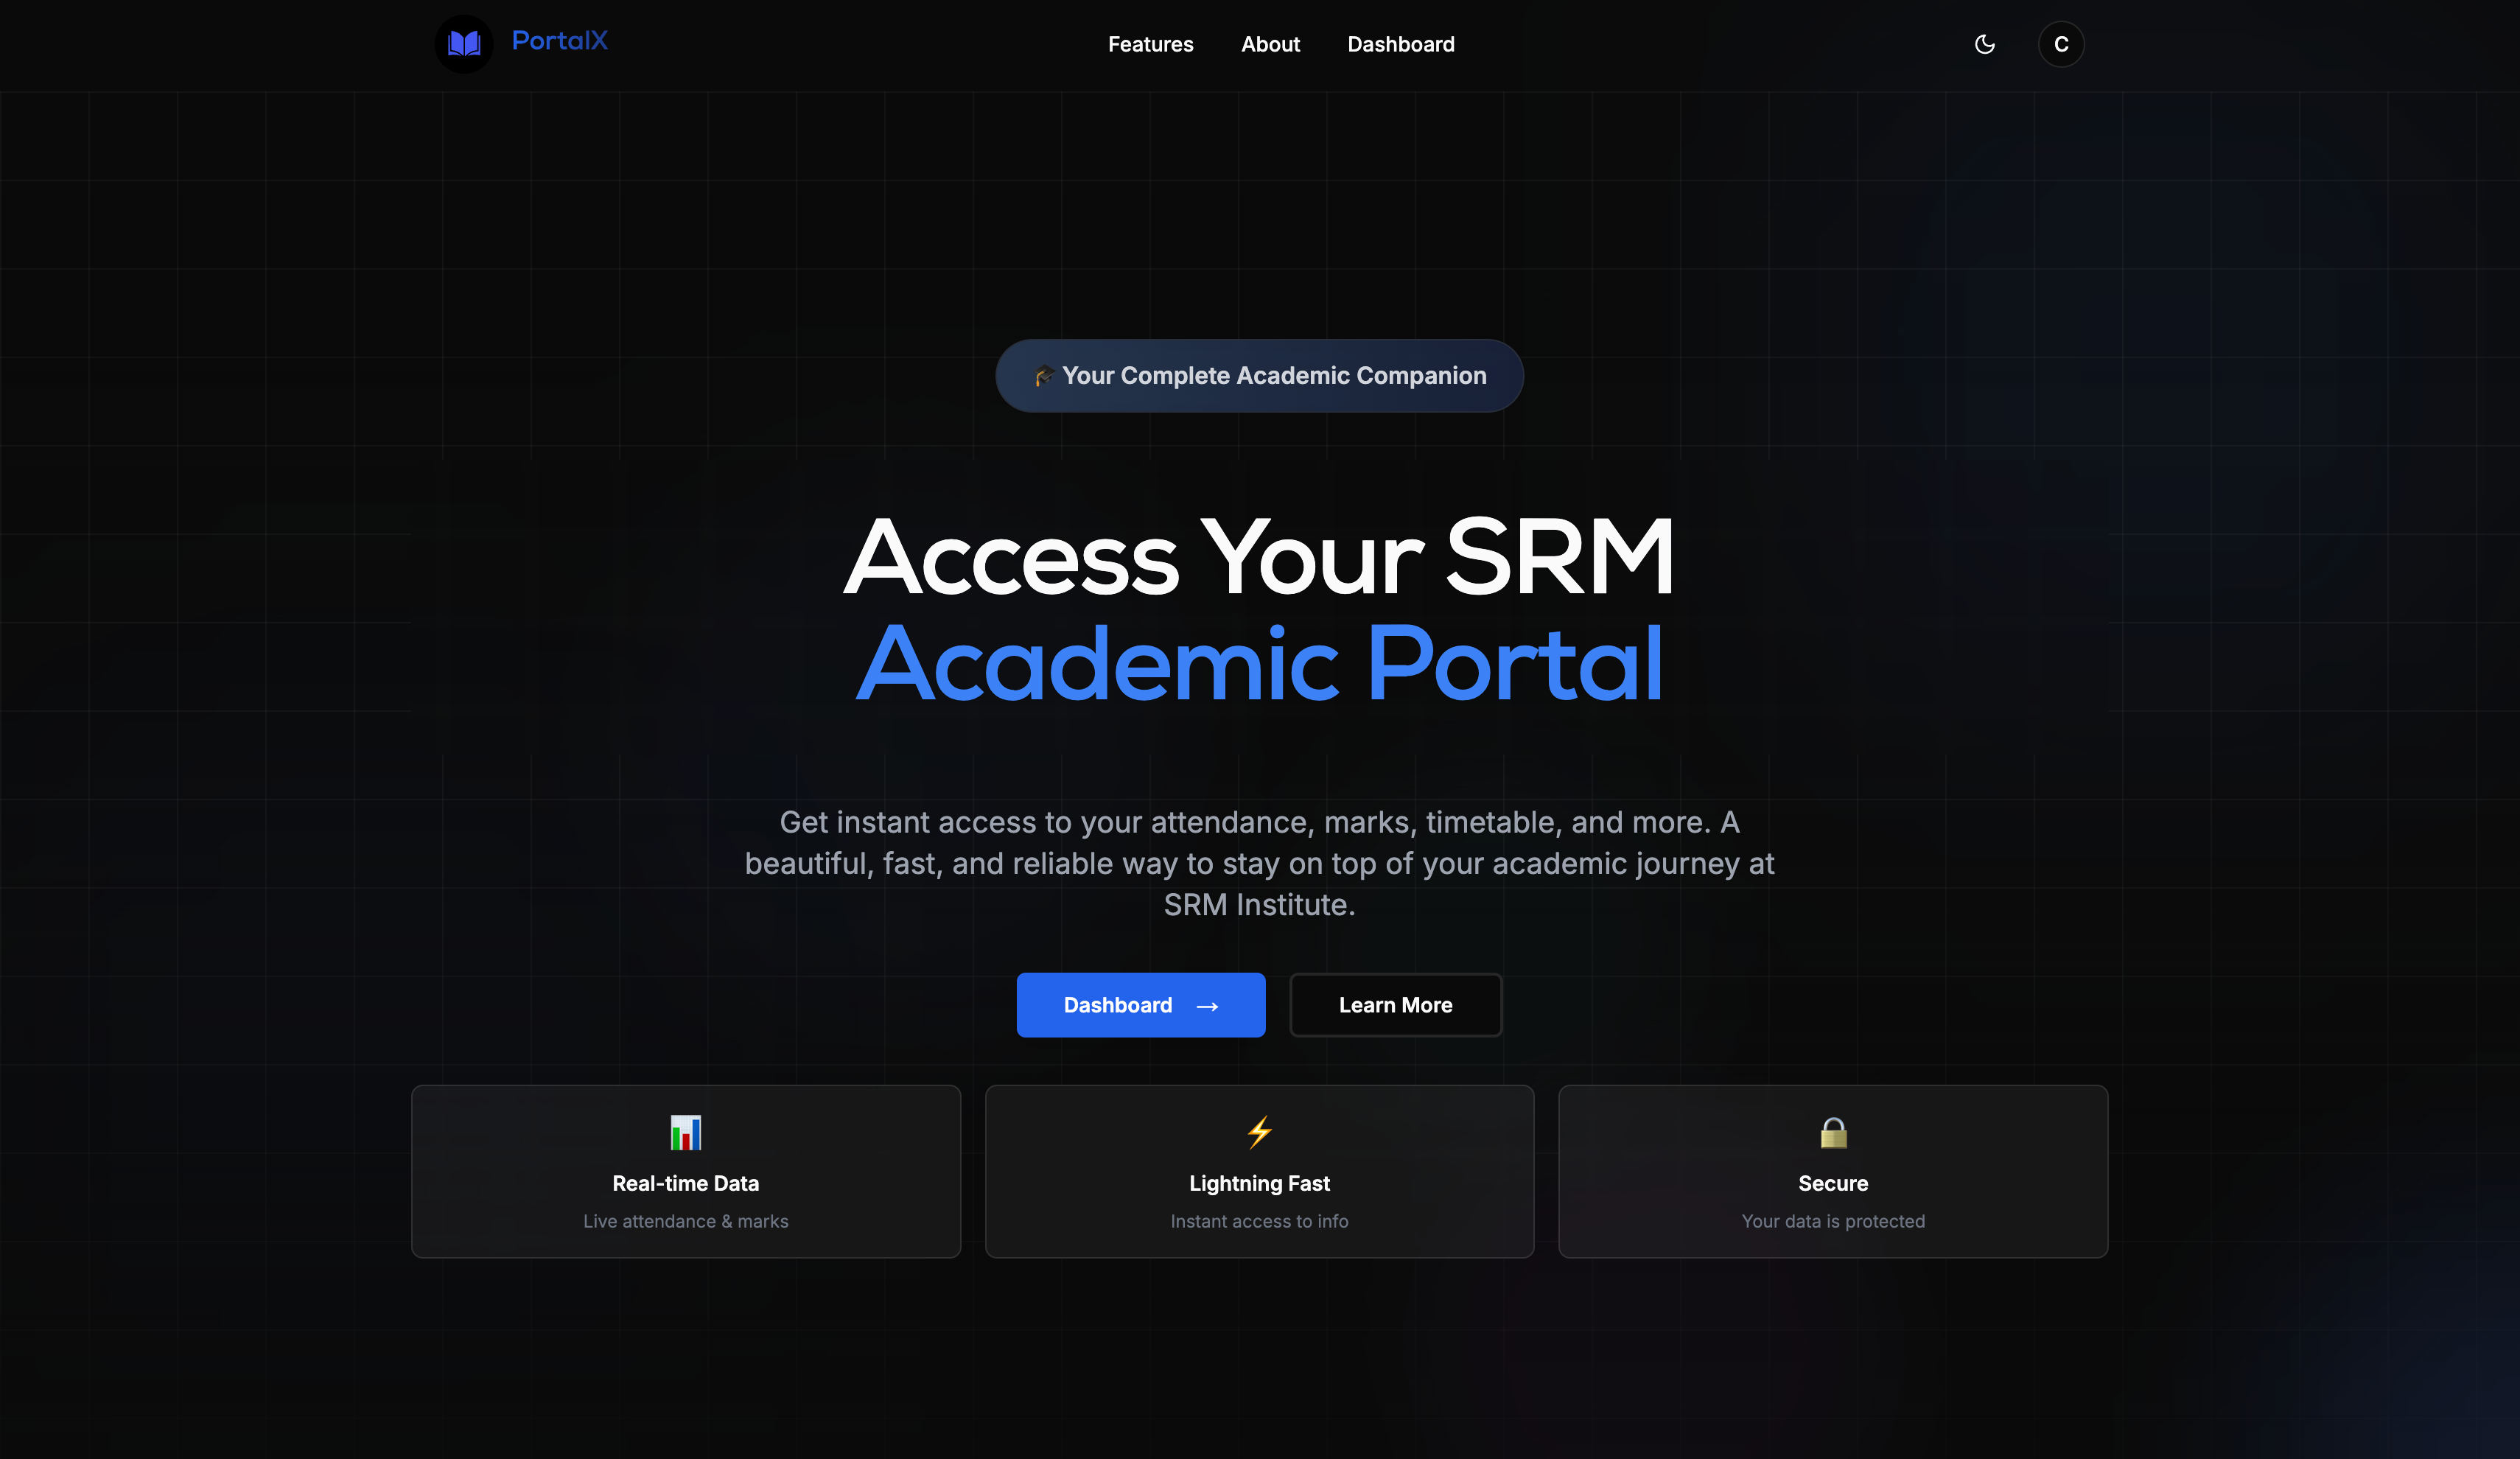 PortalX
Features
About
Dashboard
C
🎓 Your Complete Academic Companion
Access Your SRM
Academic Portal
Get instant access to your attendance, marks, timetable, and more. A
beautiful, fast, and reliable way to stay on top of your academic journey at
SRM Institute.
Dashboard →
Learn More
Real-time Data
Live attendance & marks
Lightning Fast
Instant access to info
Secure
Your data is protected